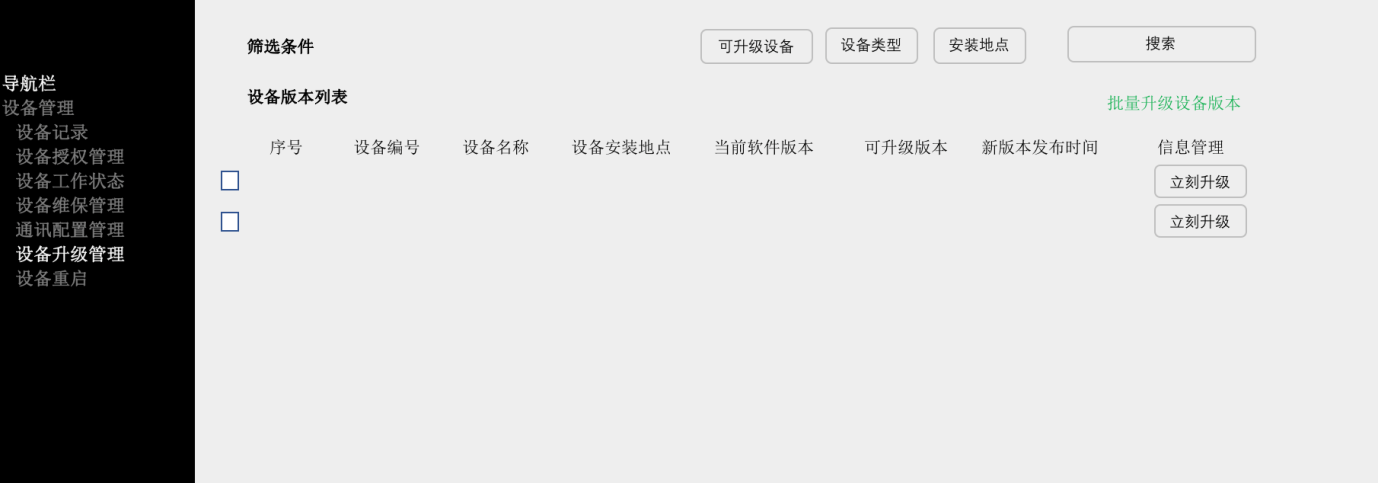 导航栏
设备管理
设备记录
设备授权管理
设备工作状态
设备维保管理
通讯配置管理
设备升级管理
设备重启
筛选条件 可升级设备 设备类型 安装地点 搜索
设备版本列表 批量升级设备版本
序号 设备编号 设备名称 设备安装地点 当前软件版本 可升级版本 新版本发布时间 信息管理
立刻升级
立刻升级